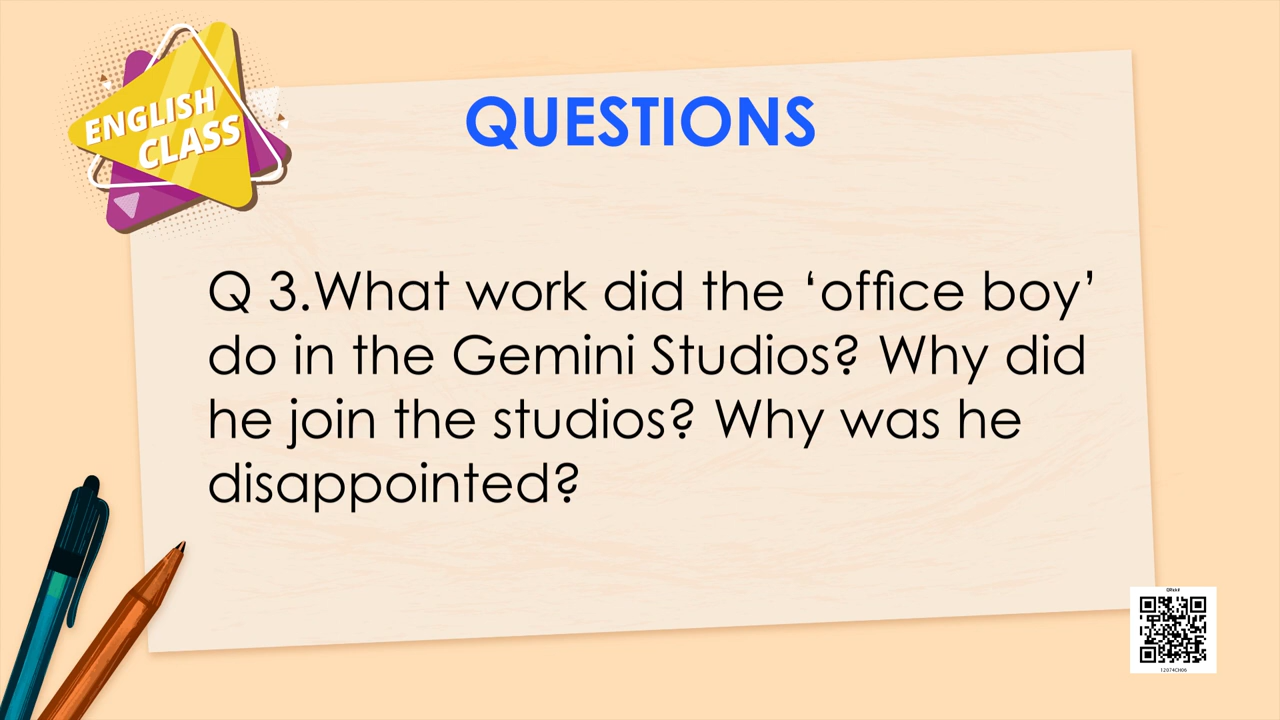 ENGLISH
CLASS
QUESTIONS
Q 3.What work did the ‘office boy’
do in the Gemini Studios? Why did
he join the studios? Why was he
disappointed?
12074CH06